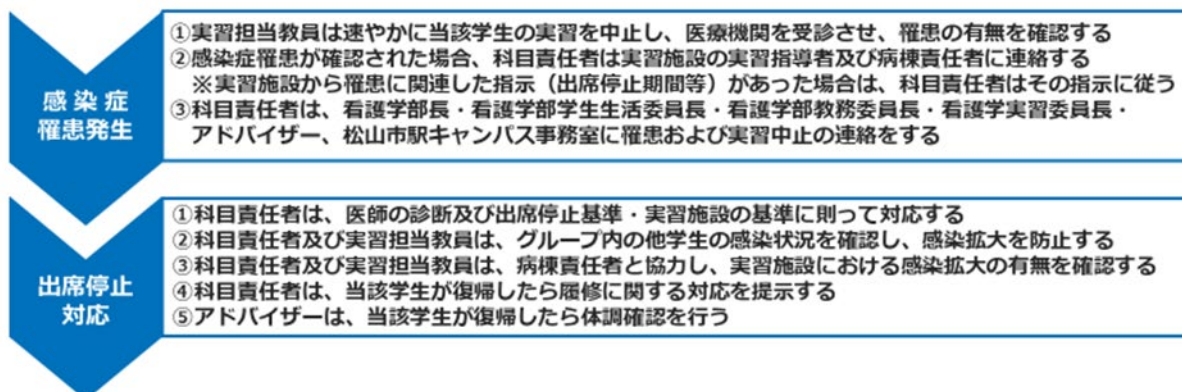 感染症
罹患発生
①実習担当教員は速やかに当該学生の実習を中止し、医療機関を受診させ、罹患の有無を確認する
②感染症罹患が確認された場合、科目責任者は実習施設の実習指導者及び病棟責任者に連絡する
※実習施設から罹患に関連した指示（出席停止期間等）があった場合は、科目責任者はその指示に従う
③科目責任者は、看護学部長・看護学部学生生活委員長・看護学部教務委員長・看護学実習委員長・
アドバイザー、松山市駅キャンパス事務室に罹患および実習中止の連絡をする
出席停止
対応
①科目責任者は、医師の診断及び出席停止基準・実習施設の基準に則って対応する
②科目責任者及び実習担当教員は、グループ内の他学生の感染状況を確認し、感染拡大を防止する
③科目責任者及び実習担当教員は、病棟責任者と協力し、実習施設における感染拡大の有無を確認する
④科目責任者は、当該学生が復帰したら履修に関する対応を提示する
⑤アドバイザーは、当該学生が復帰したら体調確認を行う